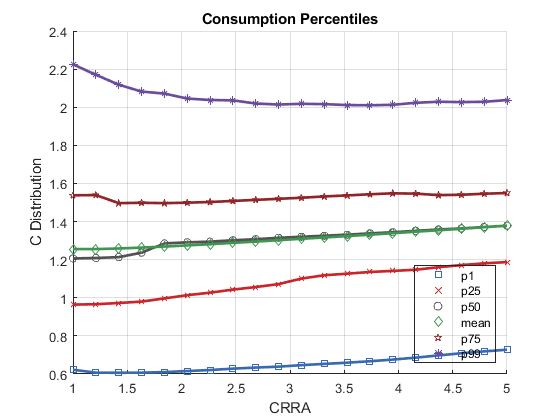 Consumption Percentiles
2.4
2.2
2
1.8
1.6
1.4
1.2
1
0.8
0.6
C Distribution
p1
p25
p50
mean
p75
p99
1 1.5 2 2.5 3 3.5 4 4.5 5
CRRA